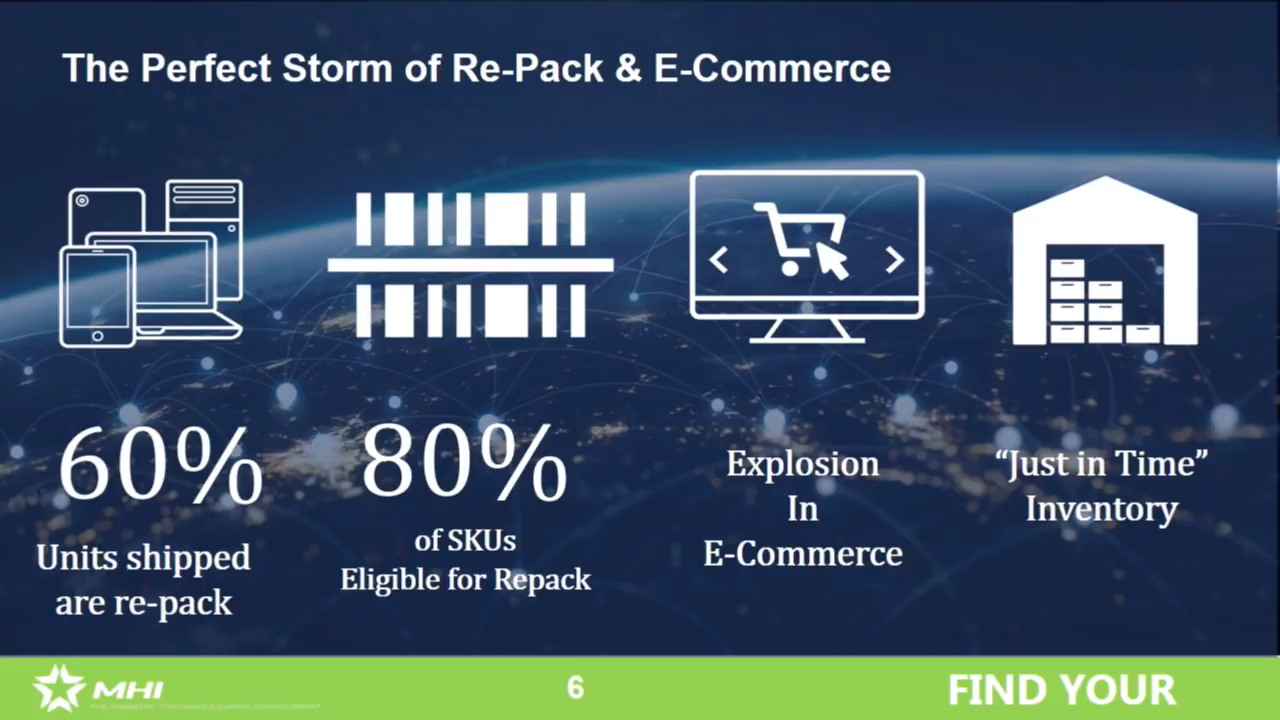 The Perfect Storm of Re-Pack & E-Commerce
60%
Units shipped
are re-pack
80%
of SKUs
Eligible for Repack
Explosion
In
E-Commerce
“Just in Time”
Inventory
MHI
6
FIND YOUR